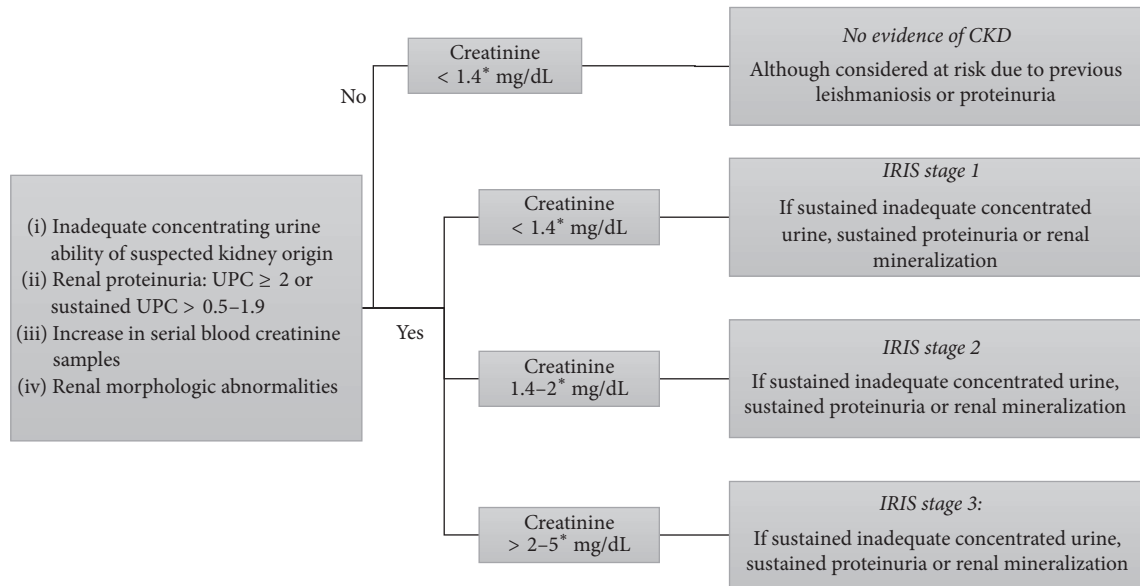 (i) Inadequate concentrating urine
ability of suspected kidney origin
(ii) Renal proteinuria: UPC ≥ 2 or
sustained UPC > 0.5–1.9
(iii) Increase in serial blood creatinine
samples
(iv) Renal morphologic abnormalities
No
Creatinine
< 1.4* mg/dL
No evidence of CKD
Although considered at risk due to previous
leishmaniosis or proteinuria
Yes
Creatinine
< 1.4* mg/dL
IRIS stage 1
If sustained inadequate concentrated
urine, sustained proteinuria or renal
mineralization
Creatinine
1.4–2* mg/dL
IRIS stage 2
If sustained inadequate concentrated urine,
sustained proteinuria or renal mineralization
Creatinine
> 2–5* mg/dL
IRIS stage 3:
If sustained inadequate concentrated urine,
sustained proteinuria or renal mineralization